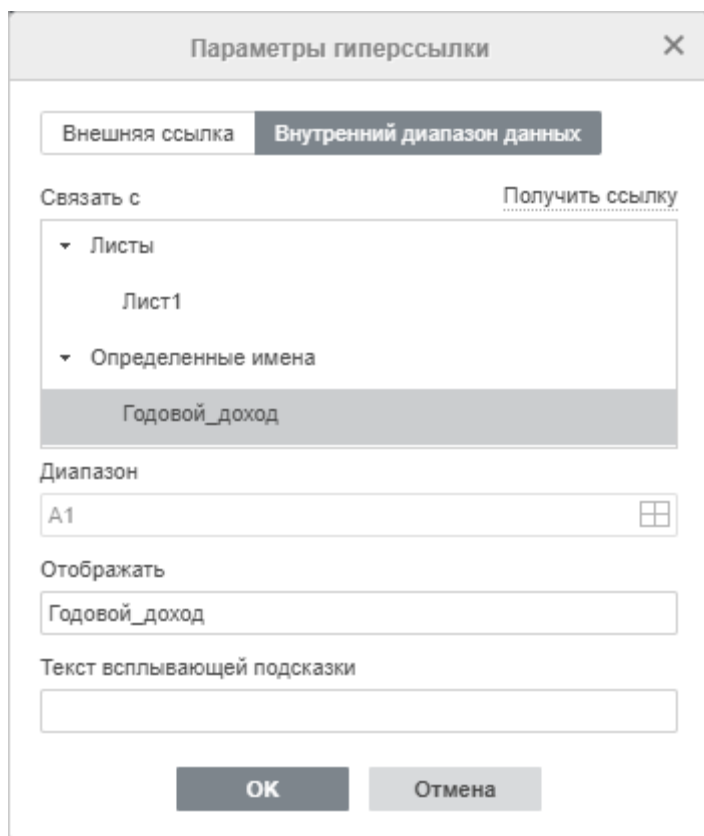 Параметры гиперссылки
Внешняя ссылка Внутренний диапазон данных
Связать с Получить ссылку
Листы
Лист1
Определенные имена
Годовой_доход
Диапазон
A1
Отображать
Годовой_доход
Текст всплывающей подсказки
OK Отмена